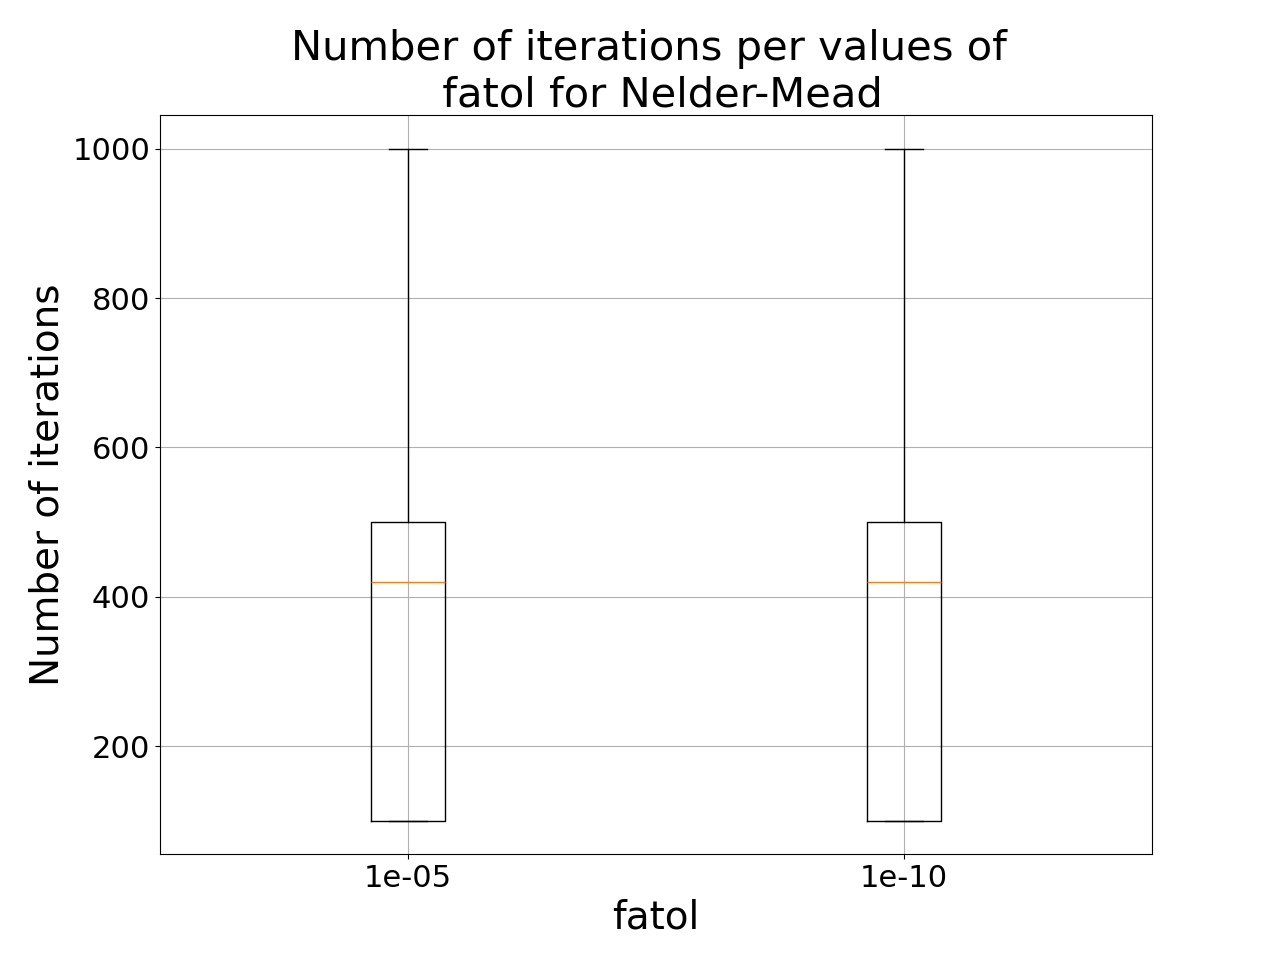 Number of iterations per values of
fatol for Nelder-Mead
1000
800
600
400
200
Number of iterations
1e-05
1e-10
fatol